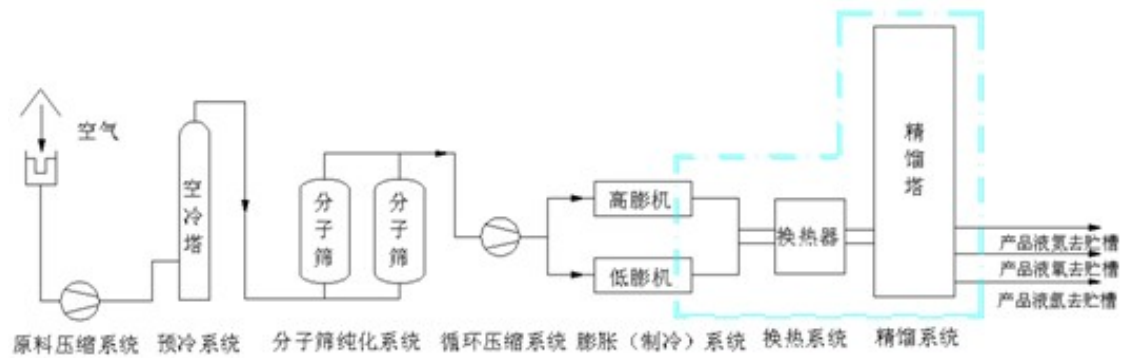 空气
空冷塔
分子筛
分子筛
高膨机
低膨机
换热器
精馏塔
产品液氮去贮槽
产品液氧去贮槽
产品液氩去贮槽
原料压缩系统
预冷系统
分子筛纯化系统
循环压缩系统
膨胀（制冷）系统
换热系统
精馏系统